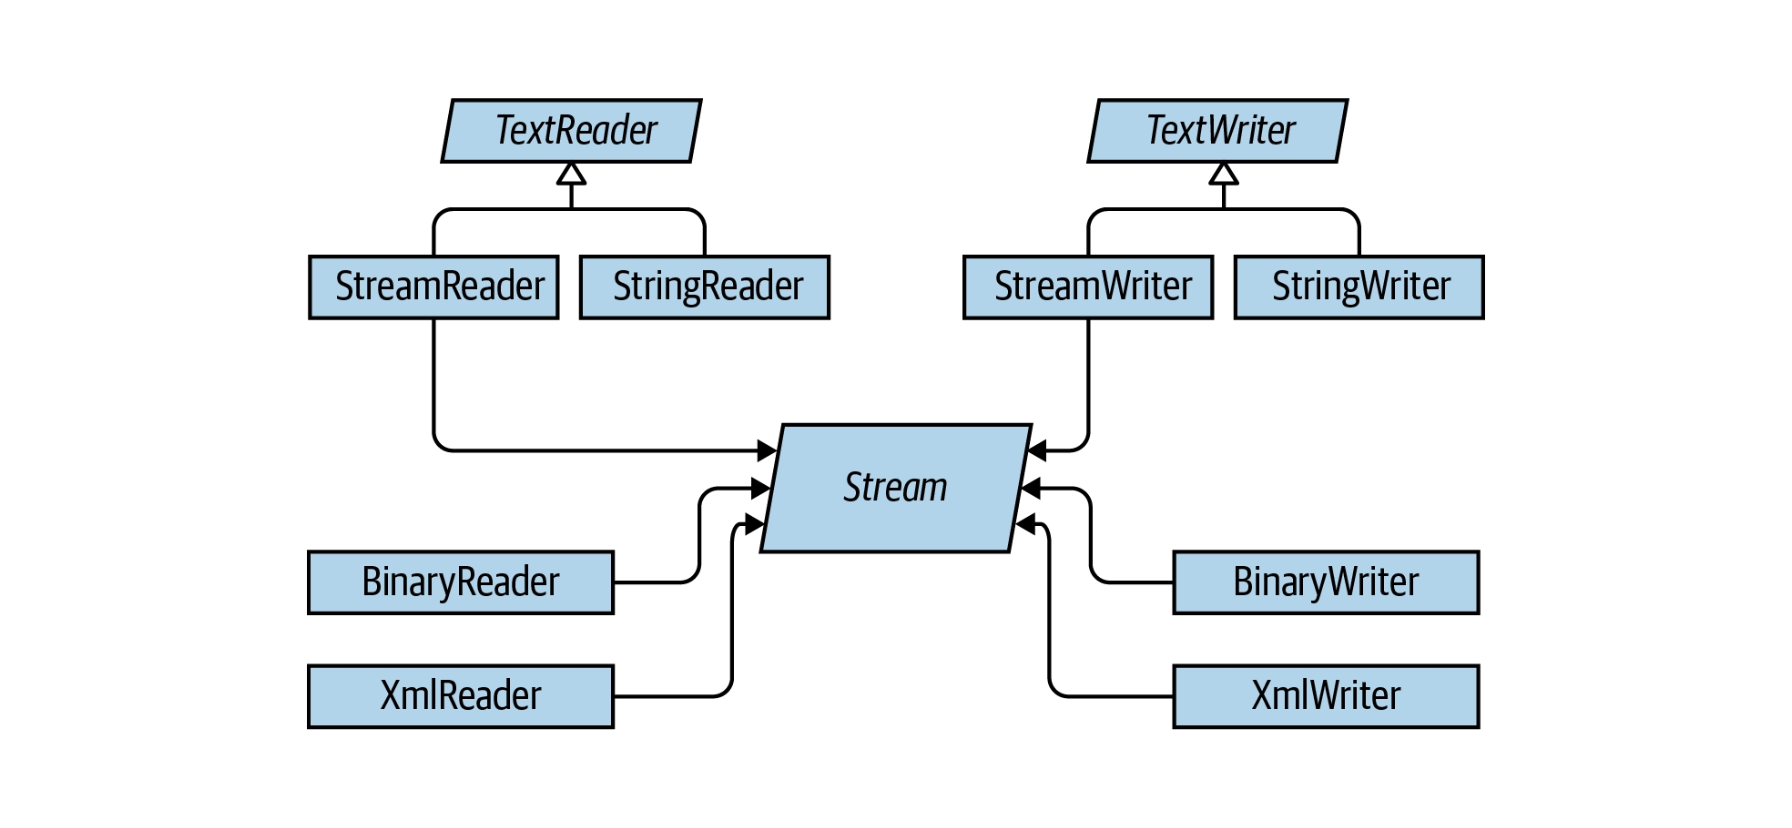 TextReader
TextWriter
StreamReader
StringReader
StreamWriter
StringWriter
Stream
BinaryReader
BinaryWriter
XmlReader
XmlWriter